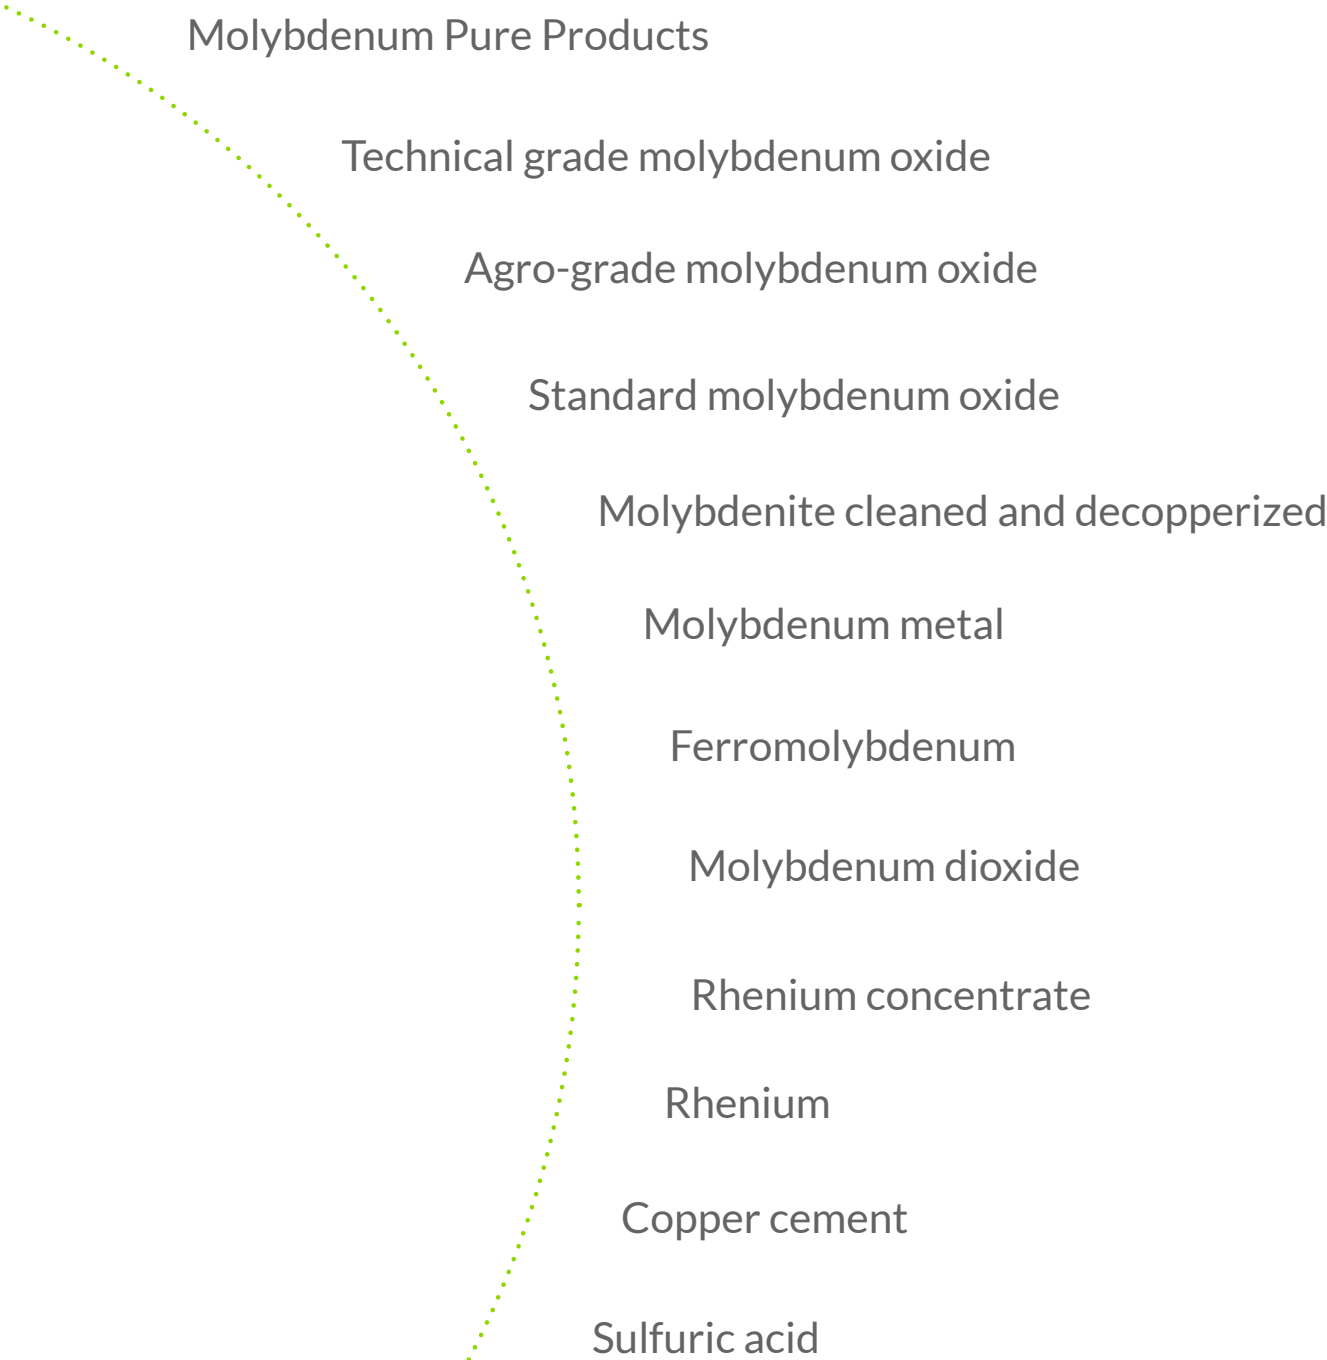 Molybdenum Pure Products
Technical grade molybdenum oxide
Agro-grade molybdenum oxide
Standard molybdenum oxide
Molybdenite cleaned and decopperized
Molybdenum metal
Ferromolybdenum
Molybdenum dioxide
Rhenium concentrate
Rhenium
Copper cement
Sulfuric acid